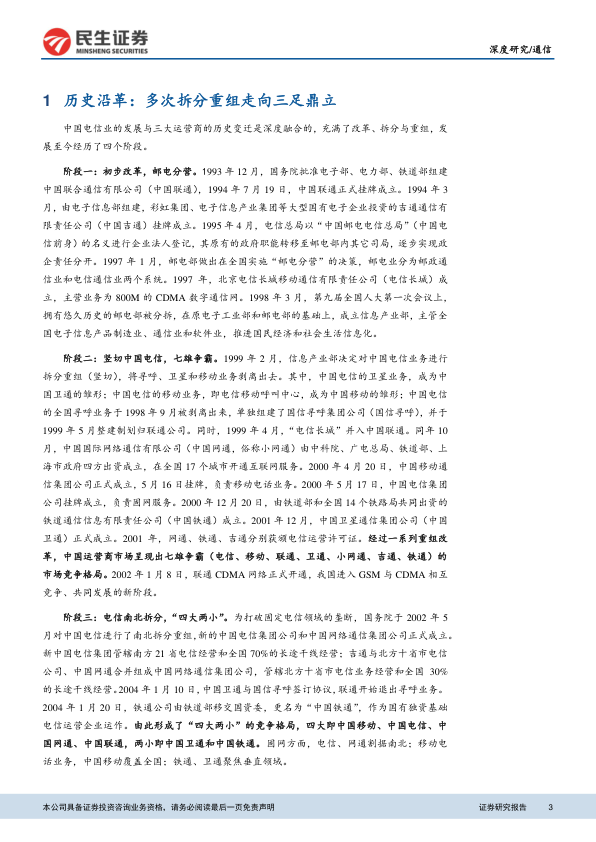 民生证券
MINSHENG SECURITIES
深度研究/通信
1 历史沿革：多次拆分重组走向三足鼎立
中国电信业的发展与三大运营商的历史变迁是深度融合的，充满了改革、拆分与重组，发
展至今经历了四个阶段。
阶段一：初步改革，邮电分营。1993 年 12 月，国务院批准电子部、电力部、铁道部组建
中国联合通信有限公司（中国联通），1994 年 7 月 19 日，中国联通正式挂牌成立。1994 年 3
月，由电子信息部组建，彩虹集团、电子信息产业集团等大型国有电子企业投资的吉通通信有
限责任公司（中国吉通）挂牌成立。1995 年 4 月，电信总局以“中国邮电电信总局”（中国电
信前身）的名义进行企业法人登记，其原有的政府职能转移至邮电部内其它司局，逐步实现政
企责任分开。1997 年 1 月，邮电部做出在全国实施“邮电分营”的决策，邮电业分为邮政通
信业和电信通信业两个系统。1997 年，北京电信长城移动通信有限责任公司（电信长城）成
立，主营业务为 800M 的 CDMA 数字通信网。1998 年 3 月，第九届全国人大第一次会议上，
拥有悠久历史的邮电部被分拆，在原电子工业部和邮电部的基础上，成立信息产业部，主管全
国电子信息产品制造业、通信业和软件业，推进国民经济和社会生活信息化。
阶段二：竖切中国电信，七雄争霸。1999 年 2 月，信息产业部决定对中国电信业务进行
拆分重组（竖切），将寻呼、卫星和移动业务剥离出去。其中，中国电信的卫星业务，成为中
国卫通的雏形；中国电信的移动业务，即电信移动呼叫中心，成为中国移动的雏形；中国电信
的全国寻呼业务于 1998 年 9 月被剥离出来，单独组建了国信寻呼集团公司（国信寻呼），并于
1999 年 5 月整建制划归联通公司。同时，1999 年 4 月，“电信长城”并入中国联通。同年 10
月，中国国际网络通信有限公司（中国网通，俗称小网通）由中科院、广电总局、铁道部、上
海市政府四方出资成立，在全国 17 个城市开通互联网服务。2000 年 4 月 20 日，中国移动通
信集团公司正式成立，5 月 16 日挂牌，负责移动电话业务。2000 年 5 月 17 日，中国电信集团
公司挂牌成立，负责固网服务。2000 年 12 月 20 日，由铁道部和全国 14 个铁路局共同出资的
铁道通信信息有限责任公司（中国铁通）成立。2001 年 12 月，中国卫星通信集团公司（中国
卫通）正式成立。2001 年，网通、铁通、吉通分别获颁电信运营许可证。经过一系列重组改
革，中国运营商市场呈现出七雄争霸（电信、移动、联通、卫通、小网通、吉通、铁通）的
市场竞争格局。2002 年 1 月 8 日，联通 CDMA 网络正式开通，我国进入 GSM 与 CDMA 相互
竞争、共同发展的新阶段。
阶段三：电信南北拆分，“四大两小”。为打破固定电信领域的垄断，国务院于 2002 年 5
月对中国电信进行了南北拆分重组，新的中国电信集团公司和中国网络通信集团公司正式成立。
新中国电信集团管辖南方 21 省电信经营和全国 70%的长途干线经营；吉通与北方十省市电信
公司、中国网通合并组成中国网络通信集团公司，管辖北方十省市电信业务经营和全国 30%
的长途干线经营。2004 年 1 月 10 日，中国卫通与国信寻呼签订协议，联通开始退出寻呼业务。
2004 年 1 月 20 日，铁通公司由铁道部移交国资委，更名为“中国铁通”，作为国有独资基础
电信运营企业运作。由此形成了“四大两小”的竞争格局，四大即中国移动、中国电信、中
国网通、中国联通，两小即中国卫通和中国铁通。固网方面，电信、网通割据南北；移动电
话业务，中国移动覆盖全国；铁通、卫通聚焦垂直领域。
本公司具备证券投资咨询业务资格，请务必阅读最后一页免责声明
证券研究报告 3